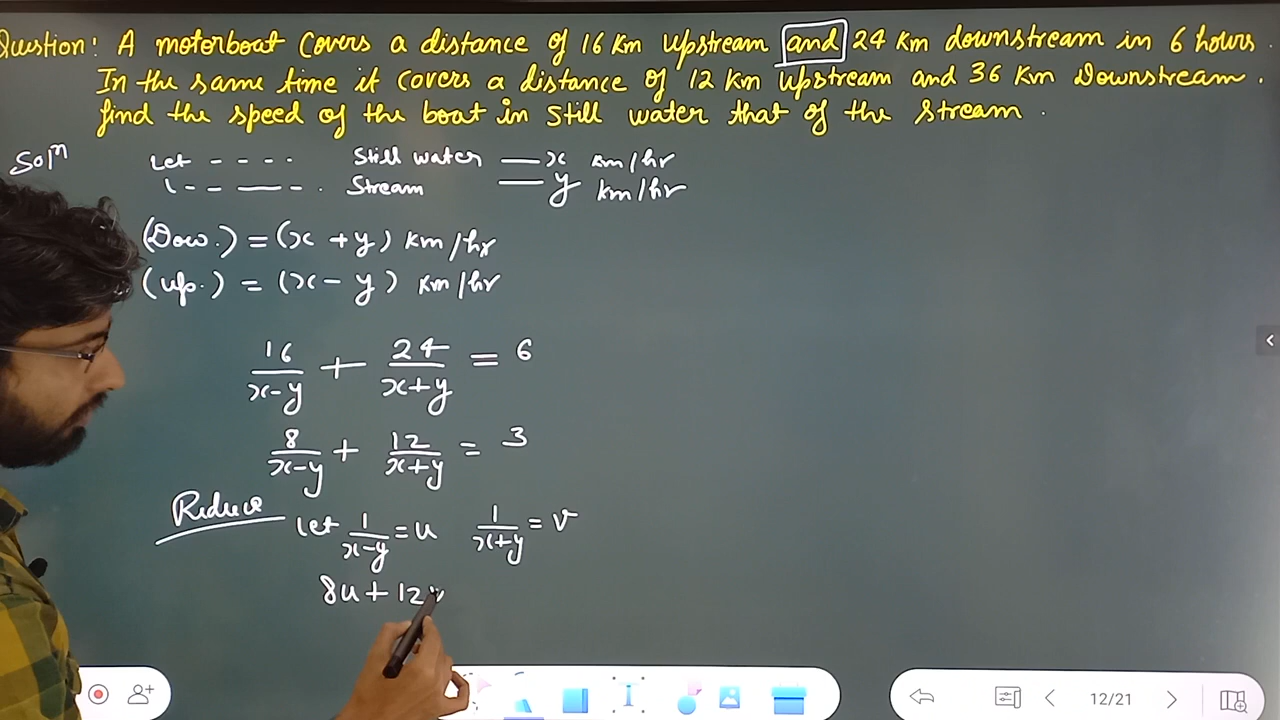 Question: A motorboat covers a distance of 16 Km Upstream and 24 Km downstream in 6 hours.
In the same time it covers a distance of 12 Km Upstream and 36 Km Downstream.
find the speed of the boat in still water that of the stream.
Solⁿ Let - - - - Still water — x km/hr
Stream — y km/hr
(Dow.) = (x + y) km/hr
(up.) = (x - y) km/hr
16/(x-y) + 24/(x+y) = 6
8/(x-y) + 12/(x+y) = 3
Reduce let 1/(x-y) = u 1/(x+y) = v
8u + 12
12/21